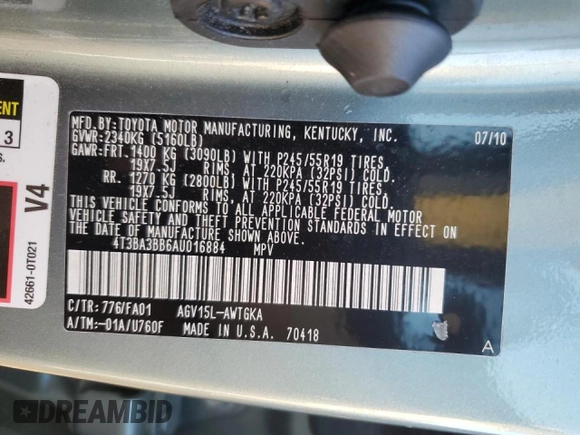 MFD.BY:TOYOTA MOTOR MANUFACTURING, KENTUCKY, INC.
GVWR:2340KG (5160LB) 07/10
GAWR:FRT.1400 KG (3090LB) WITH P245/55R19 TIRES,
19X7.5J RIMS, AT 220KPA (32PSI) COLD.
RR. 1270 KG (2800LB) WITH P245/55R19 TIRES,
19X7.5J RIMS, AT 220KPA (32PSI) COLD.
THIS VEHICLE CONFORMS TO ALL APPLICABLE FEDERAL MOTOR
VEHICLE SAFETY AND THEFT PREVENTION STANDARDS IN EFFECT ON
THE DATE OF MANUFACTURE SHOWN ABOVE.
4T3BA3BB6AU016884 MPV
C/TR:776/FA01 AGV15L-AWTGKA
A/TM:-01A/U760F MADE IN U.S.A. 70418
A
3
S.
V4
42661-0T021
DREAMBID